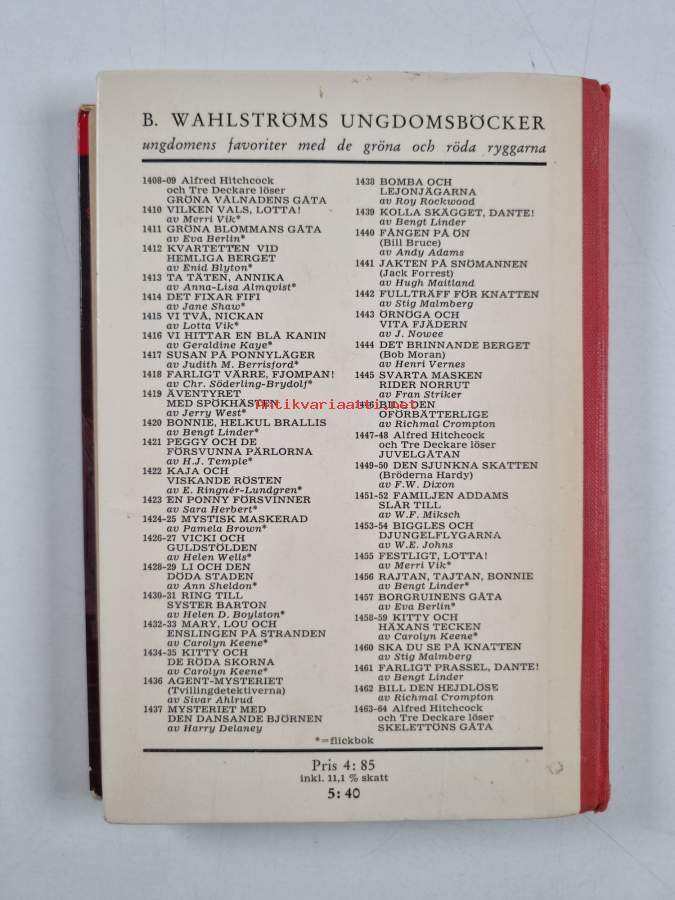 B. WAHLSTRÖMS UNGDOMSBÖCKER
ungdomens favoriter med de gröna och röda ryggarna
1408-09 Alfred Hitchcock
och Tre Deckare löser
GRÖNA VÅLNADENS GÅTA
1410 VILKEN VALS, LOTTA!
av Merri Vik*
1411 GRÖNA BLOMMANS GÅTA
av Eva Berlin*
1412 KVARTETTEN VID
HEMLIGA BERGET
av Enid Blyton*
1413 TA TÄTEN, ANNIKA
av Anna-Lisa Almqvist*
1414 DET FIXAR FIFI
av Jane Shaw*
1415 VI TVÅ, NICKAN
av Lotta Vik*
1416 VI HITTAR EN BLÅ KANIN
av Geraldine Kaye*
1417 SUSAN PÅ PONNYLÄGER
av Judith M. Berrisford*
1418 FARLIGT VÄRRE, FJOMPAN!
av Chr. Söderling-Brydolf*
1419 ÄVENTYRET
MED SPÖKHÄSTEN
av Jerry West*
1420 BONNIE, HELKUL BRALLIS
av Bengt Linder*
1421 PEGGY OCH DE
FÖRSVUNNA PÄRLORNA
av H.J. Temple*
1422 KAJA OCH
VISKANDE RÖSTEN
av E. Ringnér-Lundgren*
1423 EN PONNY FÖRSVINNER
av Sara Herbert*
1424-25 MYSTISK MASKERAD
av Pamela Brown*
1426-27 VICKI OCH
GULDSTÖLDEN
av Helen Wells*
1428-29 LI OCH DEN
DÖDA STADEN
av Ann Sheldon*
1430-31 RING TILL
SYSTER BARTON
av Helen D. Boylston*
1432-33 MARY, LOU OCH
ENSLINGEN PÅ STRANDEN
av Carolyn Keene*
1434-35 KITTY OCH
DE RÖDA SKORNA
av Carolyn Keene*
1436 AGENT-MYSTERIET
(Tvillingdetektiverna)
av Sivar Ahlrud
1437 MYSTERIET MED
DEN DANSANDE BJÖRNEN
av Harry Delaney
1438 BOMBA OCH
LEJONJÄGARNA
av Roy Rockwood
1439 KOLLA SKÄGGET, DANTE!
av Bengt Linder
1440 FÅNGEN PÅ ÖN
(Bill Bruce)
av Andy Adams
1441 JAKTEN PÅ SNÖMANNEN
(Jack Forrest)
av Hugh Maitland
1442 FULLTRÄFF FÖR KNATTEN
av Stig Malmberg
1443 ÖRNÖGA OCH
VITA FJÄDERN
av J. Nowee
1444 DET BRINNANDE BERGET
(Bob Moran)
av Henri Vernes
1445 SVARTA MASKEN
RIDER NORRUT
av Fran Striker
1446 BILL DEN
OFÖRBÄTTERLIGE
av Richmal Crompton
1447-48 Alfred Hitchcock
och Tre Deckare löser
JUVELGÅTAN
1449-50 DEN SJUNKNA SKATTEN
(Bröderna Hardy)
av F.W. Dixon
1451-52 FAMILJEN ADDAMS
SLÅR TILL
av W.F. Miksch
1453-54 BIGGLES OCH
DJUNGELFLYGARNA
av W.E. Johns
1455 FESTLIGT, LOTTA!
av Merri Vik*
1456 RAJTAN, TAJTAN, BONNIE
av Bengt Linder*
1457 BORGRUINENS GÅTA
av Eva Berlin*
1458-59 KITTY OCH
HÄXANS TECKEN
av Carolyn Keene*
1460 SKA DU SE PÅ KNATTEN
av Stig Malmberg
1461 FARLIGT PRASSEL, DANTE!
av Bengt Linder
1462 BILL DEN HEJDLÖSE
av Richmal Crompton
1463-64 Alfred Hitchcock
och Tre Deckare löser
SKELETTÖNS GÅTA
*=flickbok
Pris 4: 85
inkl. 11,1 % skatt
5: 40
Antikvariaatti.net